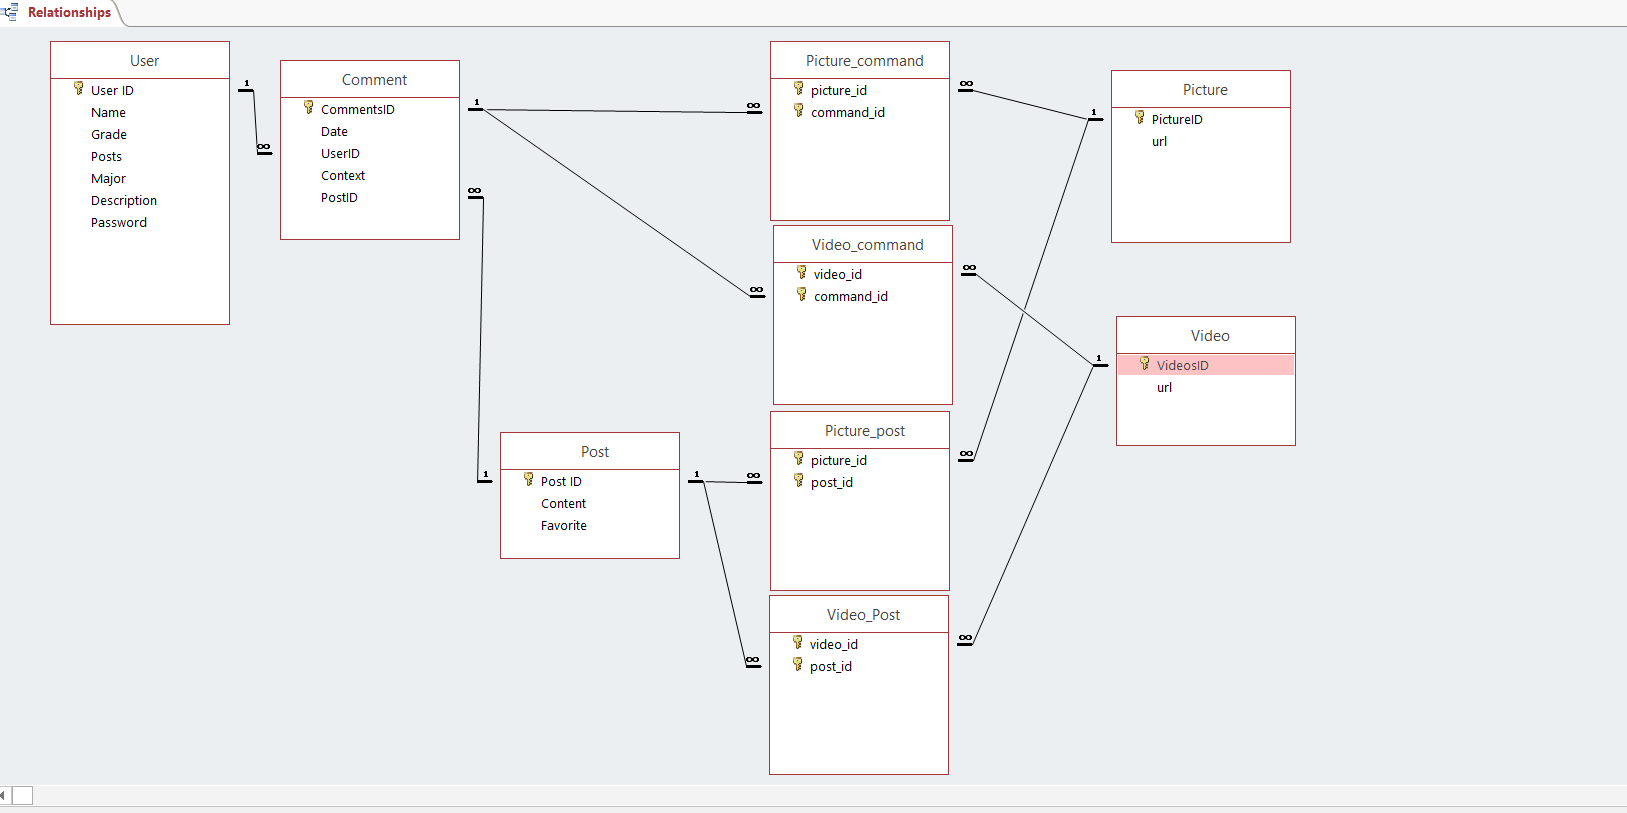 Relationships
User
User ID
Name
Grade
Posts
Major
Description
Password
1
∞
Comment
CommentsID
Date
UserID
Context
PostID
1
∞
∞
∞
Picture_command
picture_id
command_id
∞
1
Picture
PictureID
url
Video_command
video_id
command_id
∞
1
Video
VideosID
url
Post
1
Post ID
Content
Favorite
1
∞
∞
Picture_post
picture_id
post_id
∞
Video_Post
video_id
post_id
∞